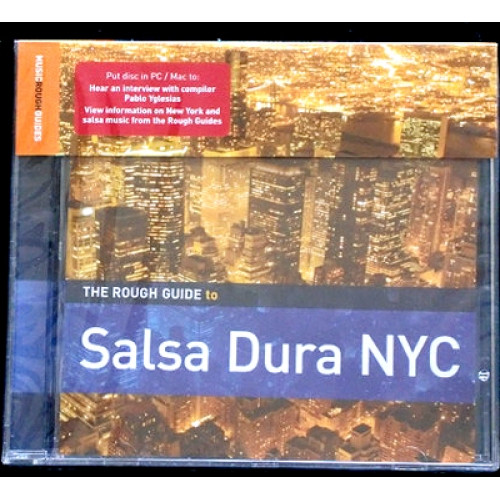 MUSIC ROUGH GUIDES
Put disc in PC / Mac to:
Hear an interview with compiler
Pablo Yglesias
View information on New York and
salsa music from the Rough Guides
THE ROUGH GUIDE to
Salsa Dura NYC